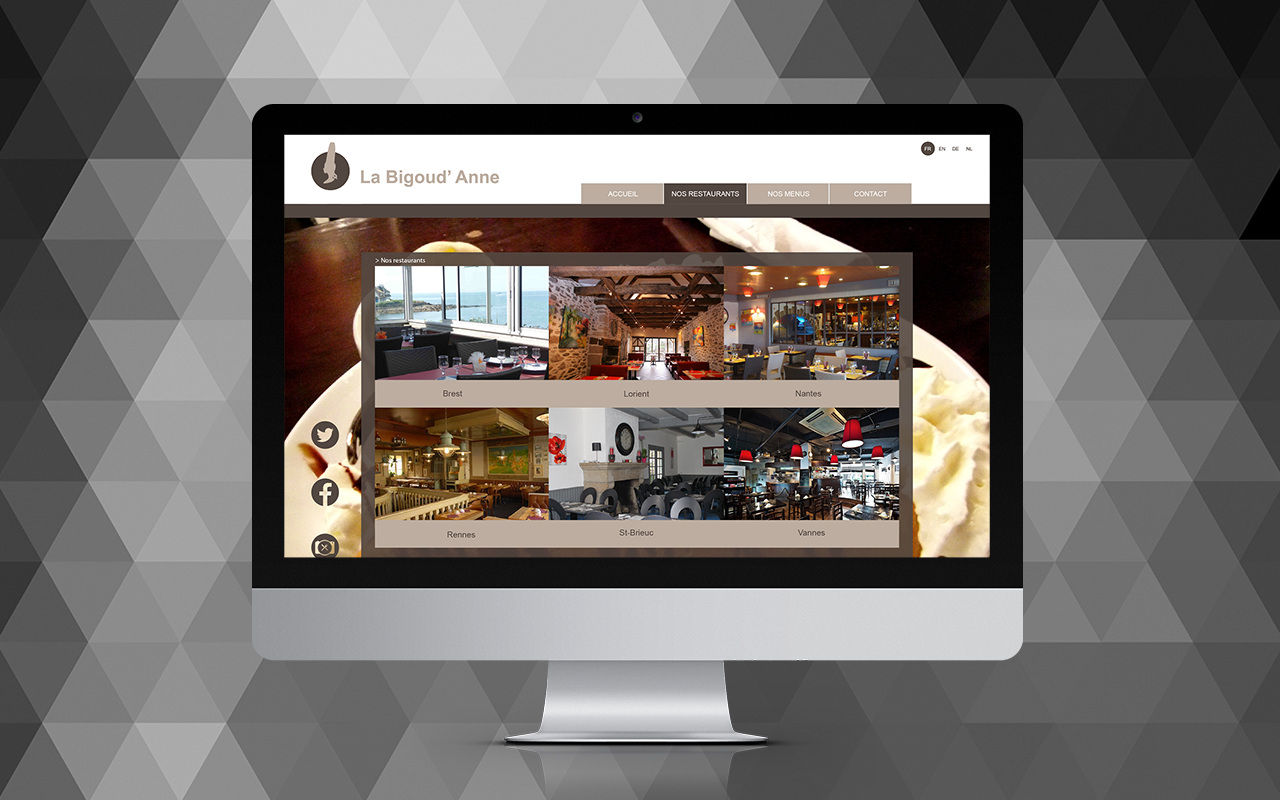 FR EN DE NL
La Bigoud’ Anne
ACCUEIL NOS RESTAURANTS NOS MENUS CONTACT
> Nos restaurants
Brest Lorient Nantes
Rennes St-Brieuc Vannes